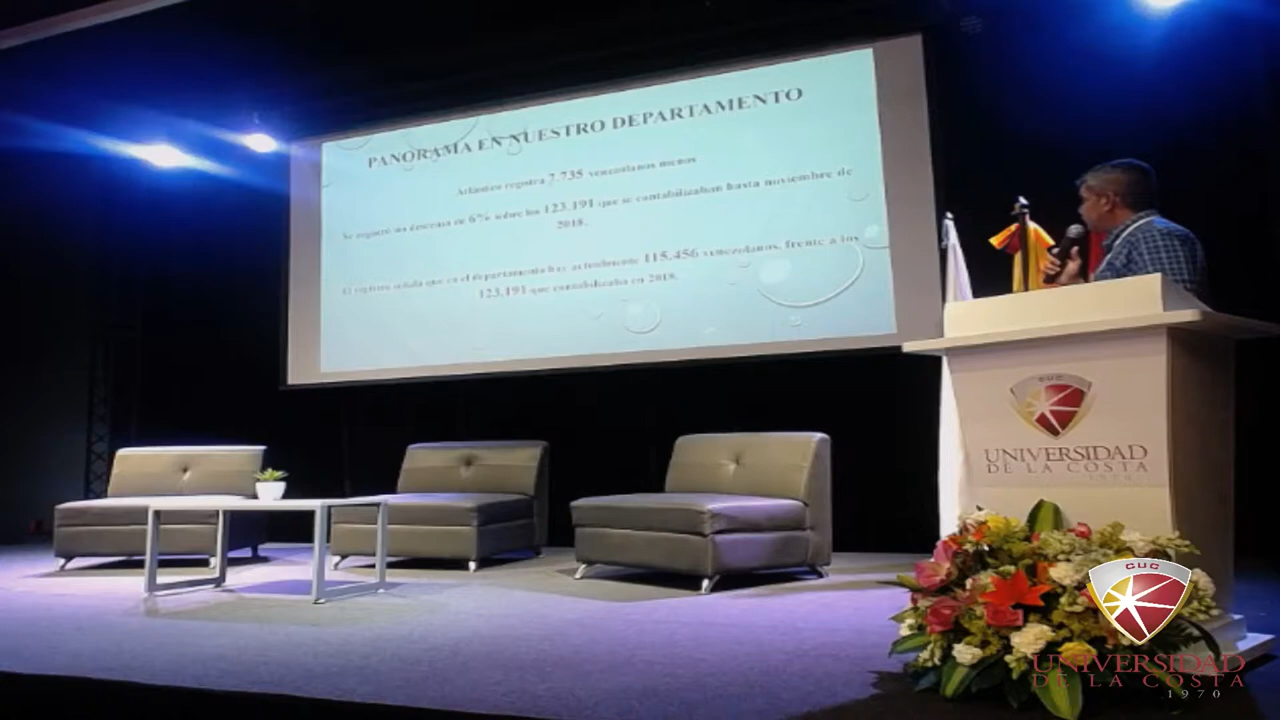 PANORAMA EN NUESTRO DEPARTAMENTO
Atlántico registra 7.735 venezolanos menos
Se registró un descenso de 6% sobre los 123.191 que se contabilizaban hasta noviembre de
2018.
El registro señala que en el departamento hay actualmente 115.456 venezolanos, frente a los
123.191 que contabilizaba en 2018.
CUC
UNIVERSIDAD
DE LA COSTA
1970
CUC
UNIVERSIDAD
DE LA COSTA
1970